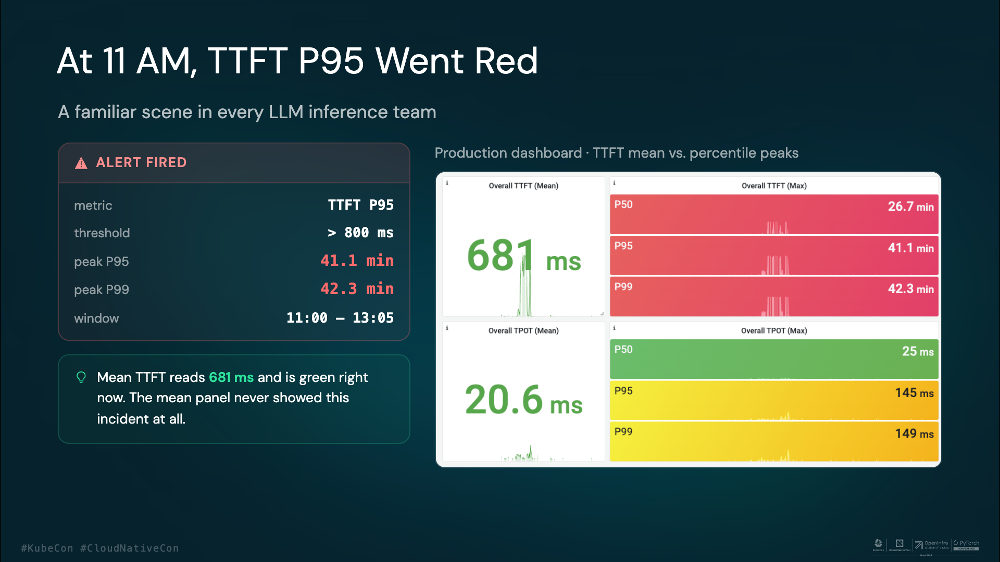 At 11 AM, TTFT P95 Went Red
A familiar scene in every LLM inference team
ALERT FIRED
metric TTFT P95
threshold > 800 ms
peak P95 41.1 min
peak P99 42.3 min
window 11:00 – 13:05
Mean TTFT reads 681 ms and is green right
now. The mean panel never showed this
incident at all.
Production dashboard · TTFT mean vs. percentile peaks
Overall TTFT (Mean)
681 ms
Overall TTFT (Max)
P50 26.7 min
P95 41.1 min
P99 42.3 min
Overall TPOT (Mean)
20.6 ms
Overall TPOT (Max)
P50 25 ms
P95 145 ms
P99 149 ms
#KubeCon #CloudNativeCon
KubeCon
CloudNativeCon
OpenInfra
SUMMIT • ASIA
PyTorch
CONFERENCE